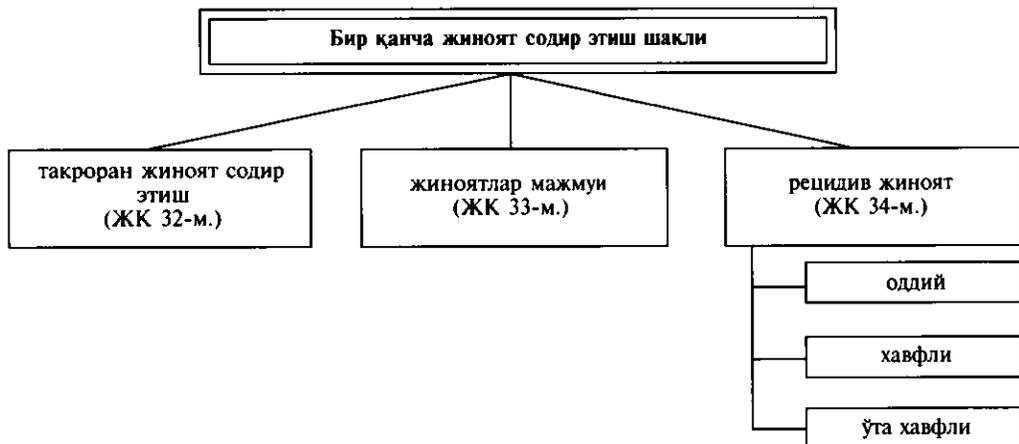 Бир қанча жиноят содир этиш шакли
такроран жиноят содир
этиш
(ЖК 32-м.)
жиноятлар мажмуи
(ЖК 33-м.)
рецидив жиноят
(ЖК 34-м.)
оддий
хавфли
ўта хавфли